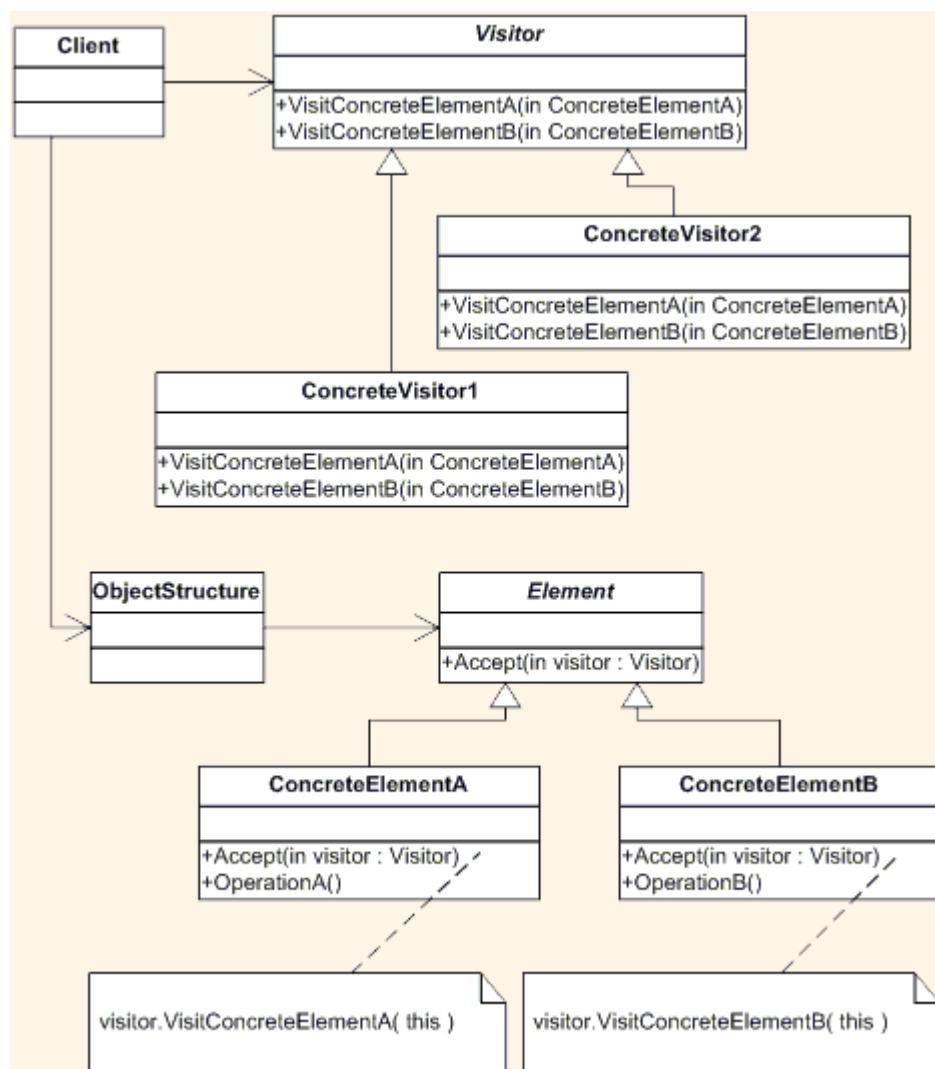 Client
Visitor
+VisitConcreteElementA(in ConcreteElementA)
+VisitConcreteElementB(in ConcreteElementB)
ConcreteVisitor2
+VisitConcreteElementA(in ConcreteElementA)
+VisitConcreteElementB(in ConcreteElementB)
ConcreteVisitor1
+VisitConcreteElementA(in ConcreteElementA)
+VisitConcreteElementB(in ConcreteElementB)
ObjectStructure
Element
+Accept(in visitor : Visitor)
ConcreteElementA
+Accept(in visitor : Visitor)
+OperationA()
ConcreteElementB
+Accept(in visitor : Visitor)
+OperationB()
visitor.VisitConcreteElementA( this )
visitor.VisitConcreteElementB( this )